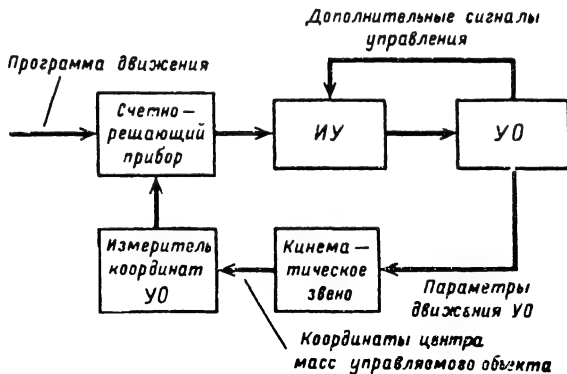 Дополнительные сигналы
управления
Программа движения
Счетно—
решающий
прибор
ИУ
УО
Измеритель
координат
УО
Кинема—
тическое
звено
Параметры
движения УО
Координаты центра
масс управляемого объекта